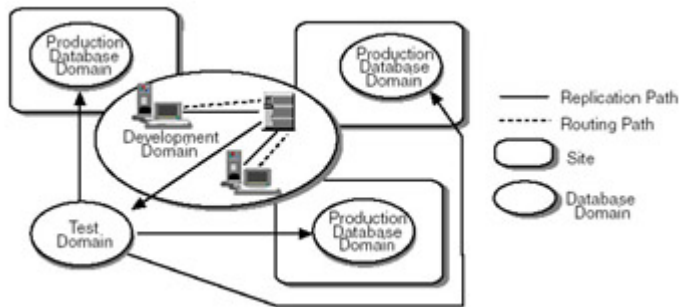 Production
Database
Domain
Production
Database
Domain
Development
Domain
Test
Domain
Production
Database
Domain
Replication Path
Routing Path
Site
Database
Domain